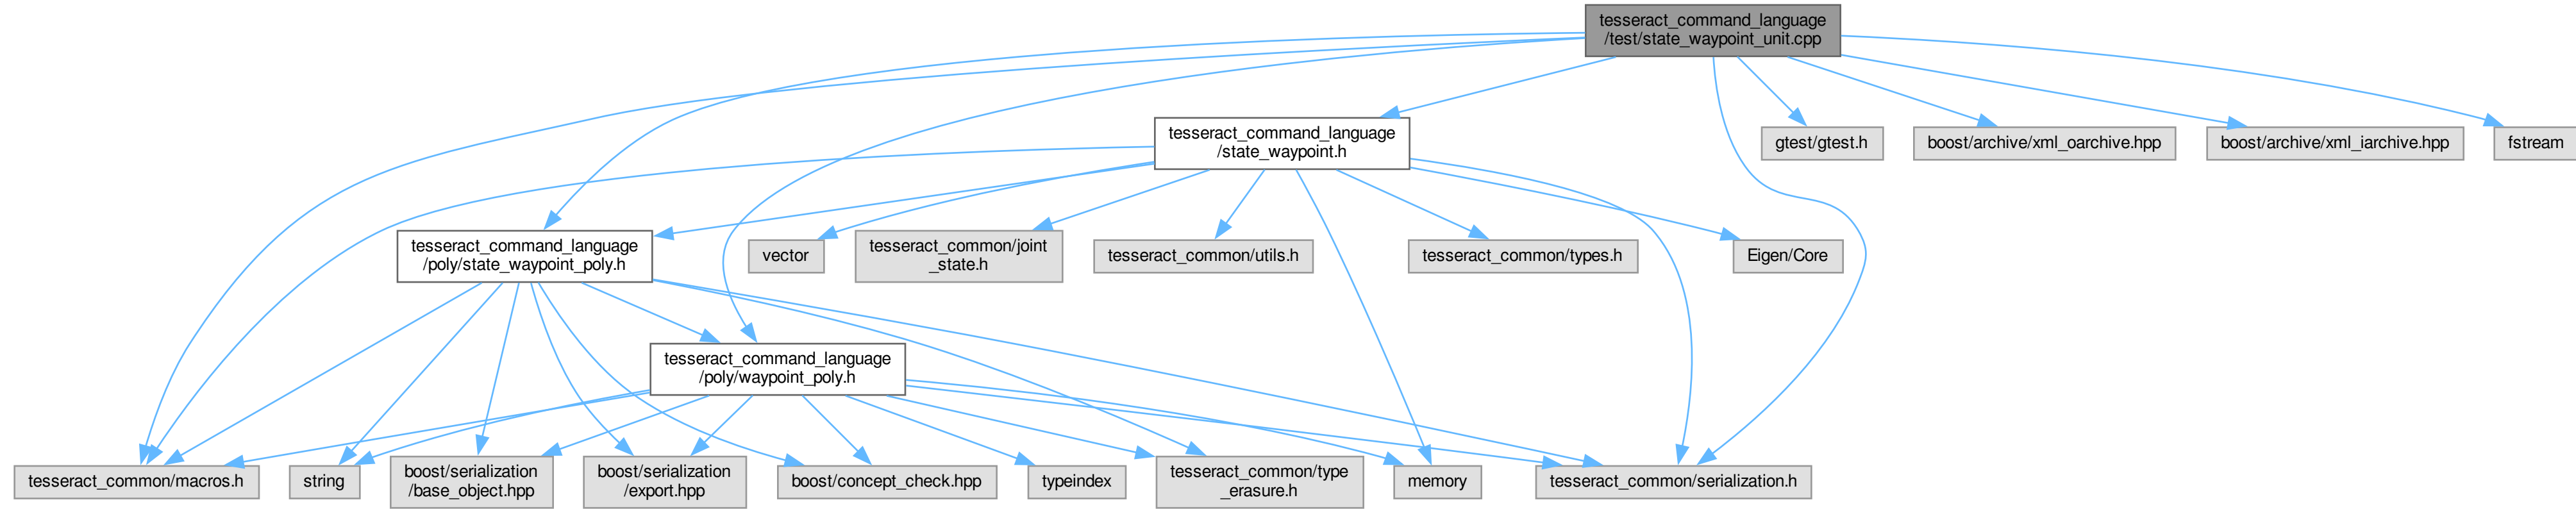 tesseract_command_language
/test/state_waypoint_unit.cpp
tesseract_command_language
/state_waypoint.h
gtest/gtest.h
boost/archive/xml_oarchive.hpp
boost/archive/xml_iarchive.hpp
fstream
tesseract_command_language
/poly/state_waypoint_poly.h
vector
tesseract_common/joint
_state.h
tesseract_common/utils.h
tesseract_common/types.h
Eigen/Core
tesseract_command_language
/poly/waypoint_poly.h
tesseract_common/macros.h
string
boost/serialization
/base_object.hpp
boost/serialization
/export.hpp
boost/concept_check.hpp
typeindex
tesseract_common/type
_erasure.h
memory
tesseract_common/serialization.h